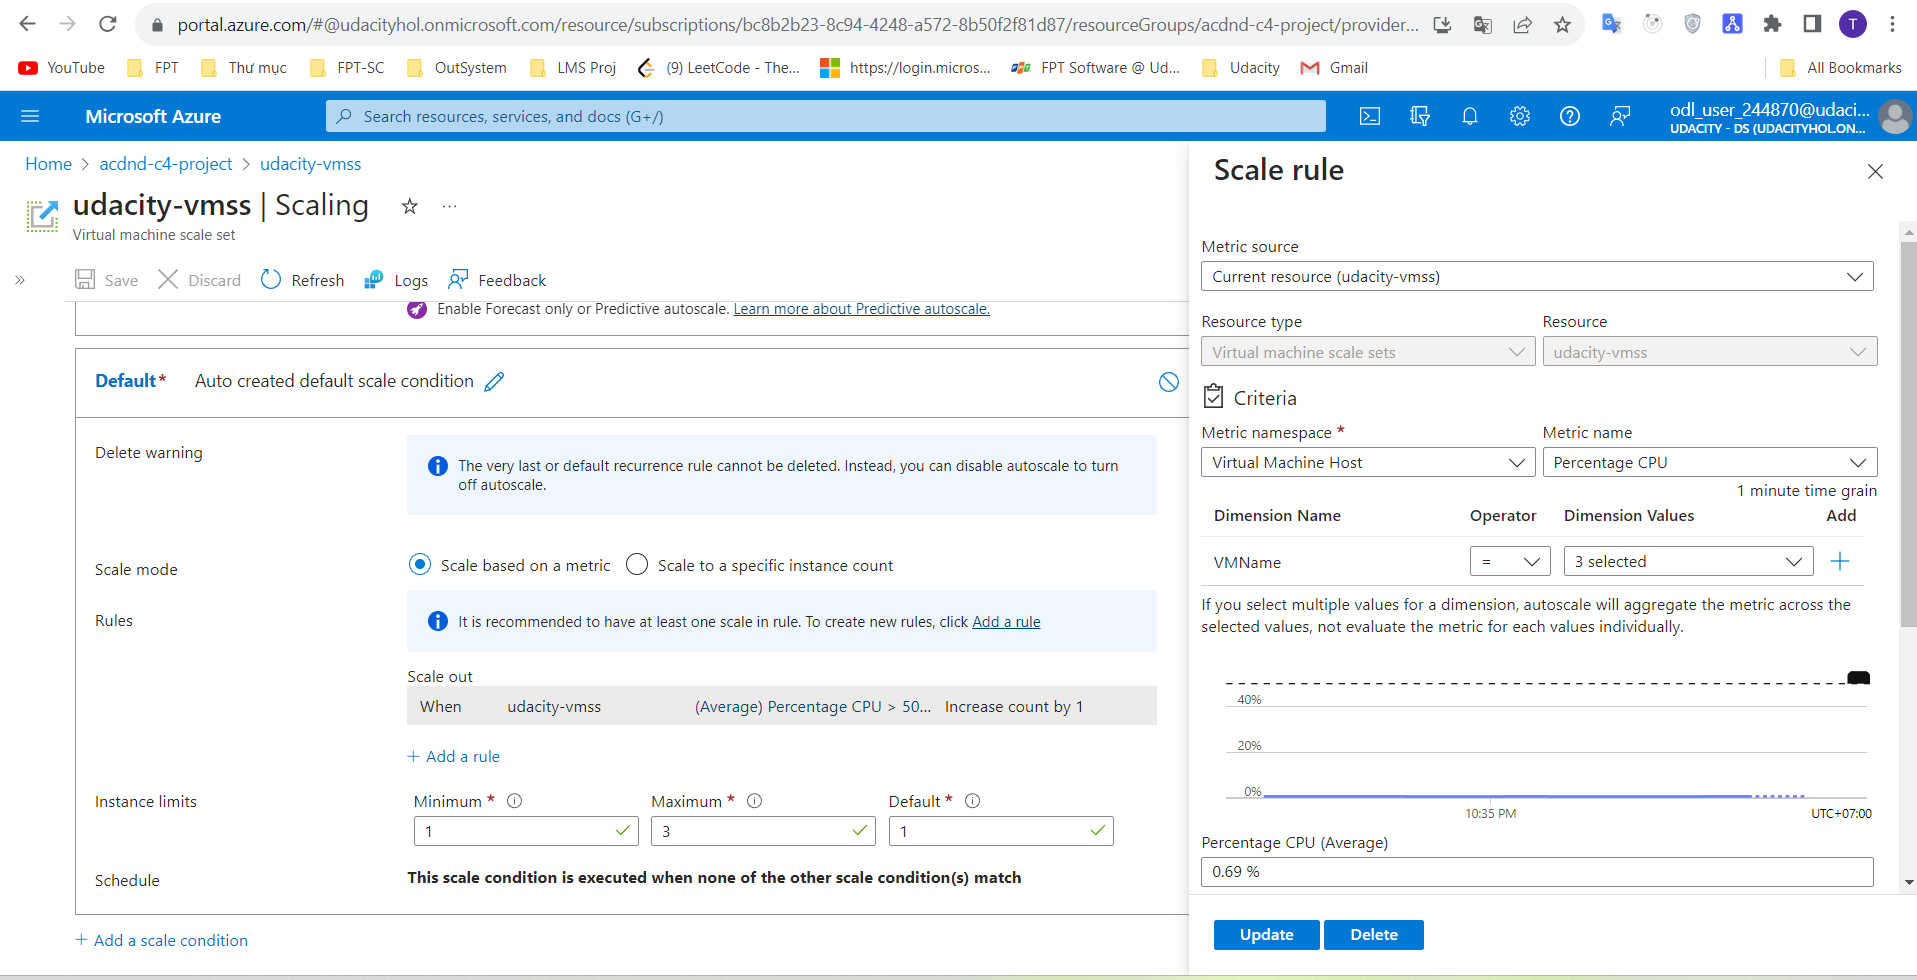 portal.azure.com/#@udacityhol.onmicrosoft.com/resource/subscriptions/bc8b2b23-8c94-4248-a572-8b50f2f81d87/resourceGroups/acdnd-c4-project/provider...
T
YouTube FPT Thư mục FPT-SC OutSystem LMS Proj (9) LeetCode - The... https://login.micros... FPT Software @ Ud... Udacity Gmail All Bookmarks
Microsoft Azure
Search resources, services, and docs (G+/)
odl_user_244870@udaci...
UDACITY - DS (UDACITYHOL.ON...
Home > acdnd-c4-project > udacity-vmss
udacity-vmss | Scaling
Virtual machine scale set
Save Discard Refresh Logs Feedback
Enable Forecast only or Predictive autoscale. Learn more about Predictive autoscale.
Default * Auto created default scale condition
Delete warning
The very last or default recurrence rule cannot be deleted. Instead, you can disable autoscale to turn
off autoscale.
Scale mode
Scale based on a metric Scale to a specific instance count
Rules
It is recommended to have at least one scale in rule. To create new rules, click Add a rule
Scale out
When udacity-vmss (Average) Percentage CPU > 50... Increase count by 1
+ Add a rule
Instance limits
Minimum * Maximum * Default *
1 3 1
Schedule
This scale condition is executed when none of the other scale condition(s) match
+ Add a scale condition
Scale rule
Metric source
Current resource (udacity-vmss)
Resource type Resource
Virtual machine scale sets udacity-vmss
Criteria
Metric namespace * Metric name
Virtual Machine Host Percentage CPU
1 minute time grain
Dimension Name Operator Dimension Values Add
VMName = 3 selected +
If you select multiple values for a dimension, autoscale will aggregate the metric across the
selected values, not evaluate the metric for each values individually.
40%
20%
0%
10:35 PM UTC+07:00
Percentage CPU (Average)
0.69 %
Update Delete